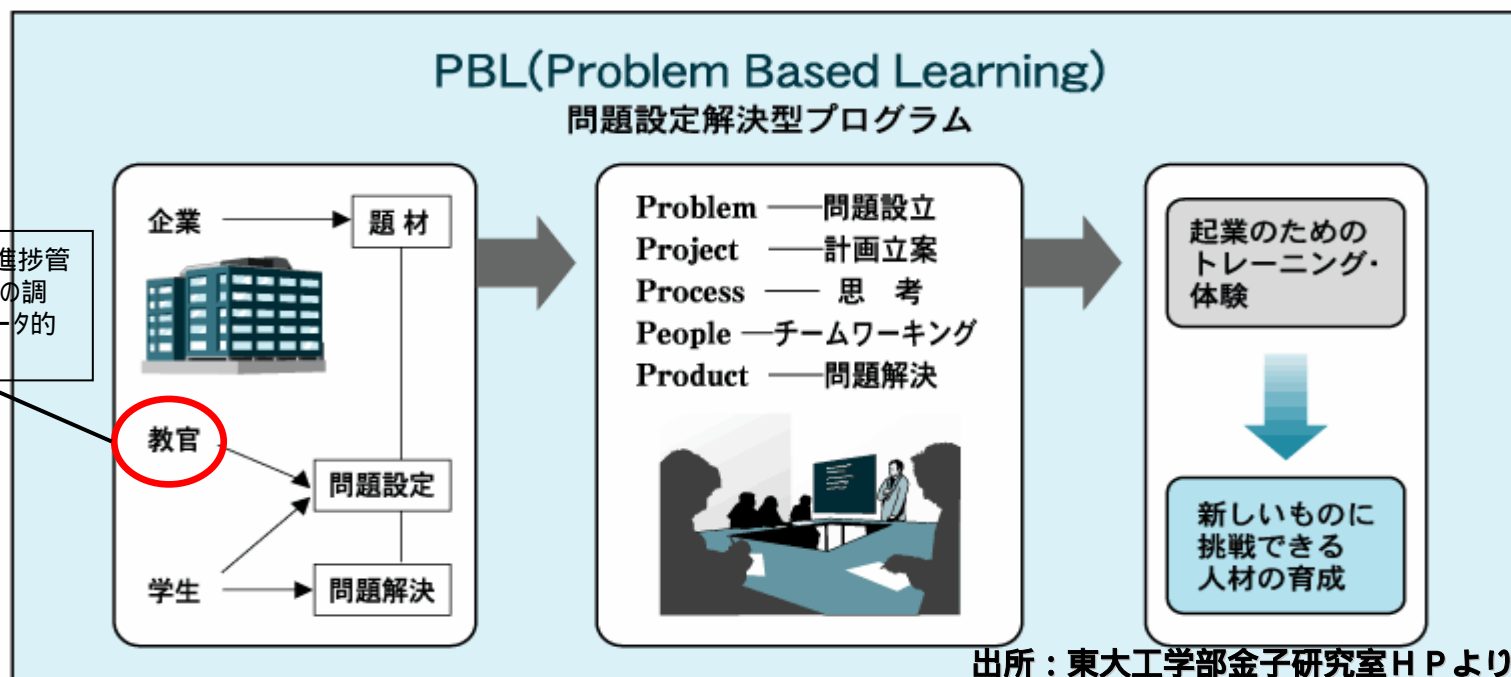 PBL(Problem Based Learning)
問題設定解決型プログラム
企業
題材
進捗管
の調
ータ的
教官
問題設定
学生
問題解決
Problem ――問題設立
Project ――計画立案
Process ―― 思 考
People ―チームワーキング
Product ――問題解決
起業のための
トレーニング・
体験
新しいものに
挑戦できる
人材の育成
出所：東大工学部金子研究室ＨＰより